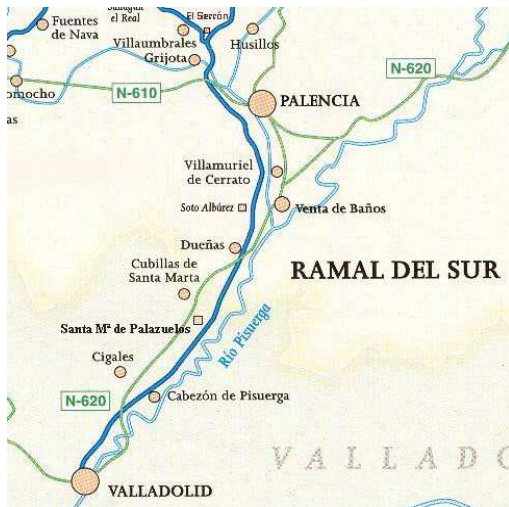 el Real
El Serrón
Fuentes
de Nava
Villaumbrales
Husillos
Grijota
N-620
N-610
omocho
PALENCIA
as
Villamuriel
de Cerrato
Soto Albúrez
Venta de Baños
Dueñas
Cubillas de
Santa Marta
RAMAL DEL SUR
Santa Mª de Palazuelos
Río Pisuerga
Cigales
N-620
Cabezón de Pisuerga
VALLADO
VALLADOLID